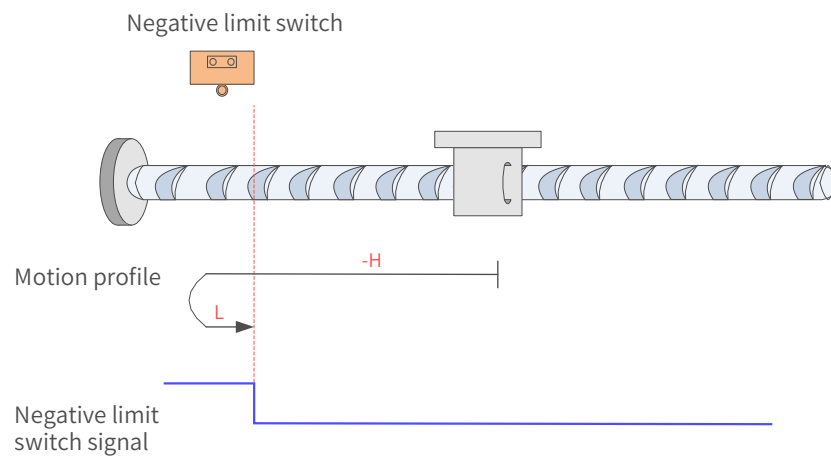 Negative limit switch
-H
Motion profile
L
Negative limit
switch signal